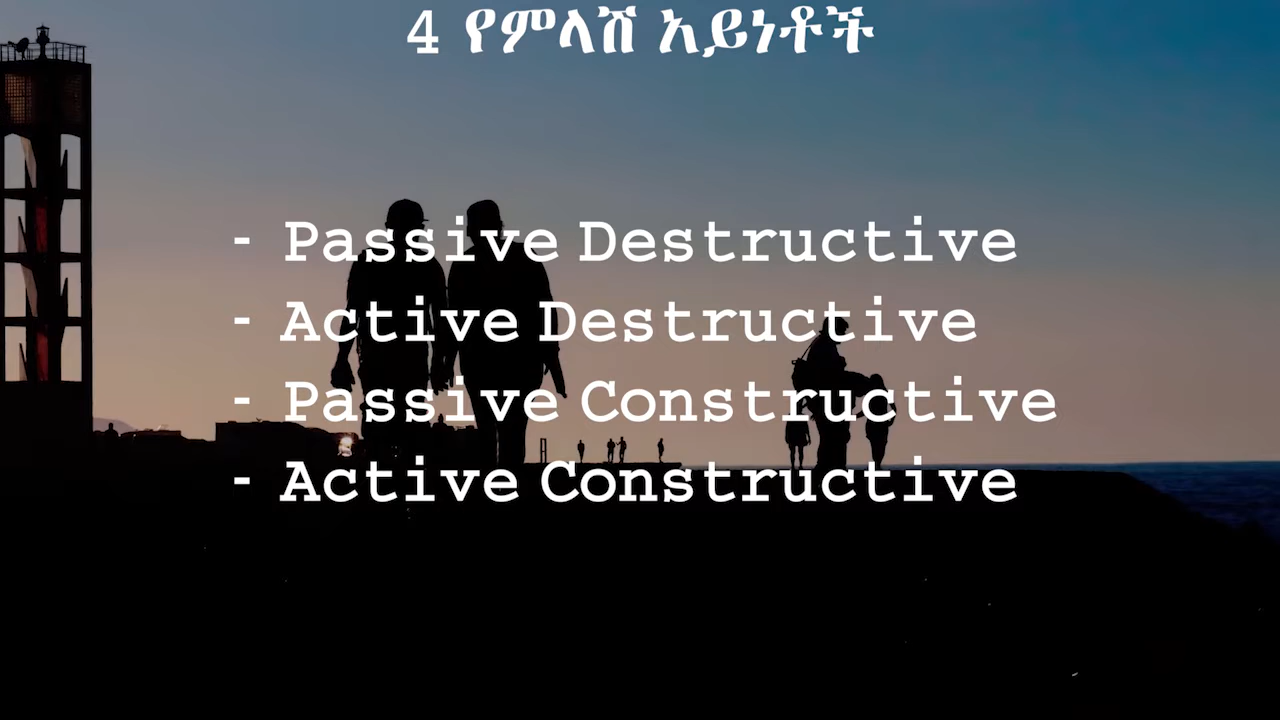 4 የምላሽ አይነቶች
- Passive Destructive
- Active Destructive
- Passive Constructive
- Active Constructive